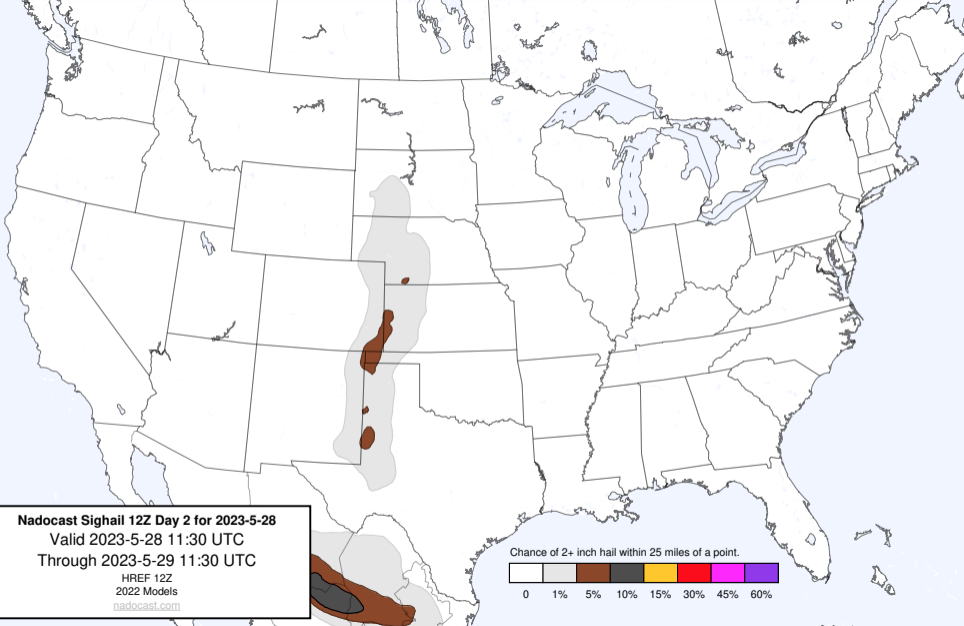 Nadocast Sighail 12Z Day 2 for 2023-5-28
Valid 2023-5-28 11:30 UTC
Through 2023-5-29 11:30 UTC
HREF 12Z
2022 Models
nadocast.com
Chance of 2+ inch hail within 25 miles of a point.
0 1% 5% 10% 15% 30% 45% 60%